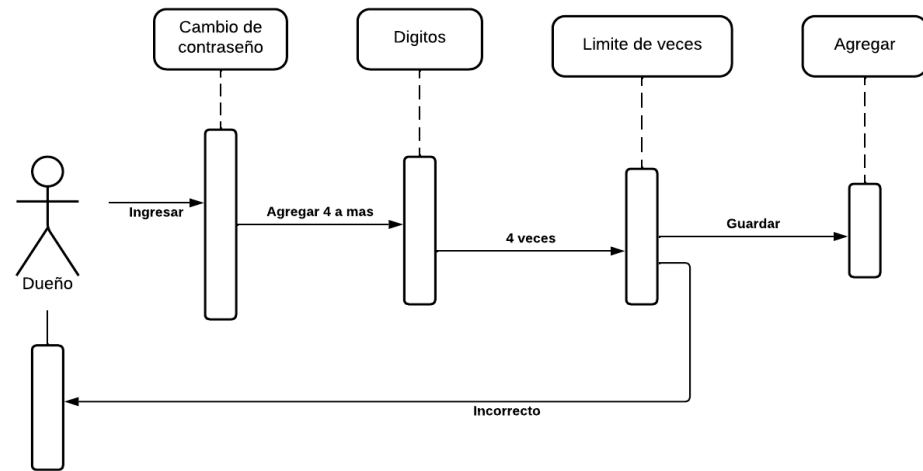 Cambio de
contraseño
Digitos
Limite de veces
Agregar
Ingresar
Agregar 4 a mas
4 veces
Guardar
Dueño
Incorrecto